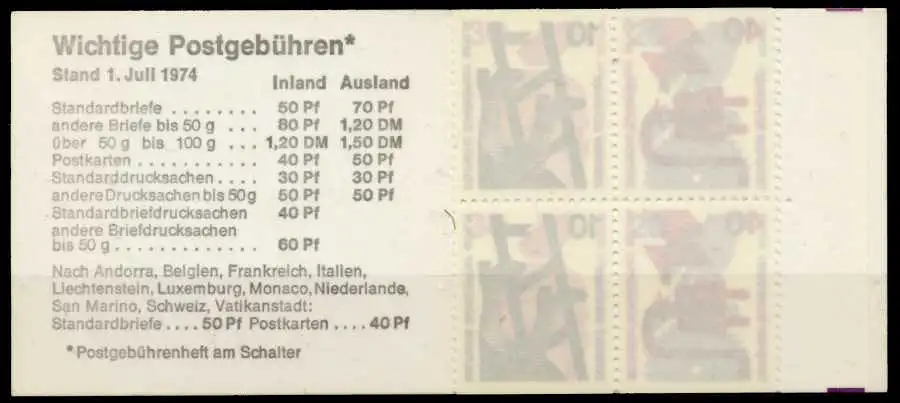 Wichtige Postgebühren*
Stand 1. Juli 1974
Inland Ausland
Standardbriefe ........ 50 Pf 70 Pf
andere Briefe bis 50 g ... 80 Pf 1,20 DM
über 50 g bis 100 g ... 1,20 DM 1,50 DM
Postkarten ........... 40 Pf 50 Pf
Standarddrucksachen .... 30 Pf 30 Pf
andere Drucksachen bis 50 g 50 Pf 50 Pf
Standardbriefdrucksachen 40 Pf
andere Briefdrucksachen
bis 50 g ............. 60 Pf
Nach Andorra, Belgien, Frankreich, Italien,
Liechtenstein, Luxemburg, Monaco, Niederlande,
San Marino, Schweiz, Vatikanstadt:
Standardbriefe .... 50 Pf Postkarten .... 40 Pf
*Postgebührenheft am Schalter
10 40
10 40